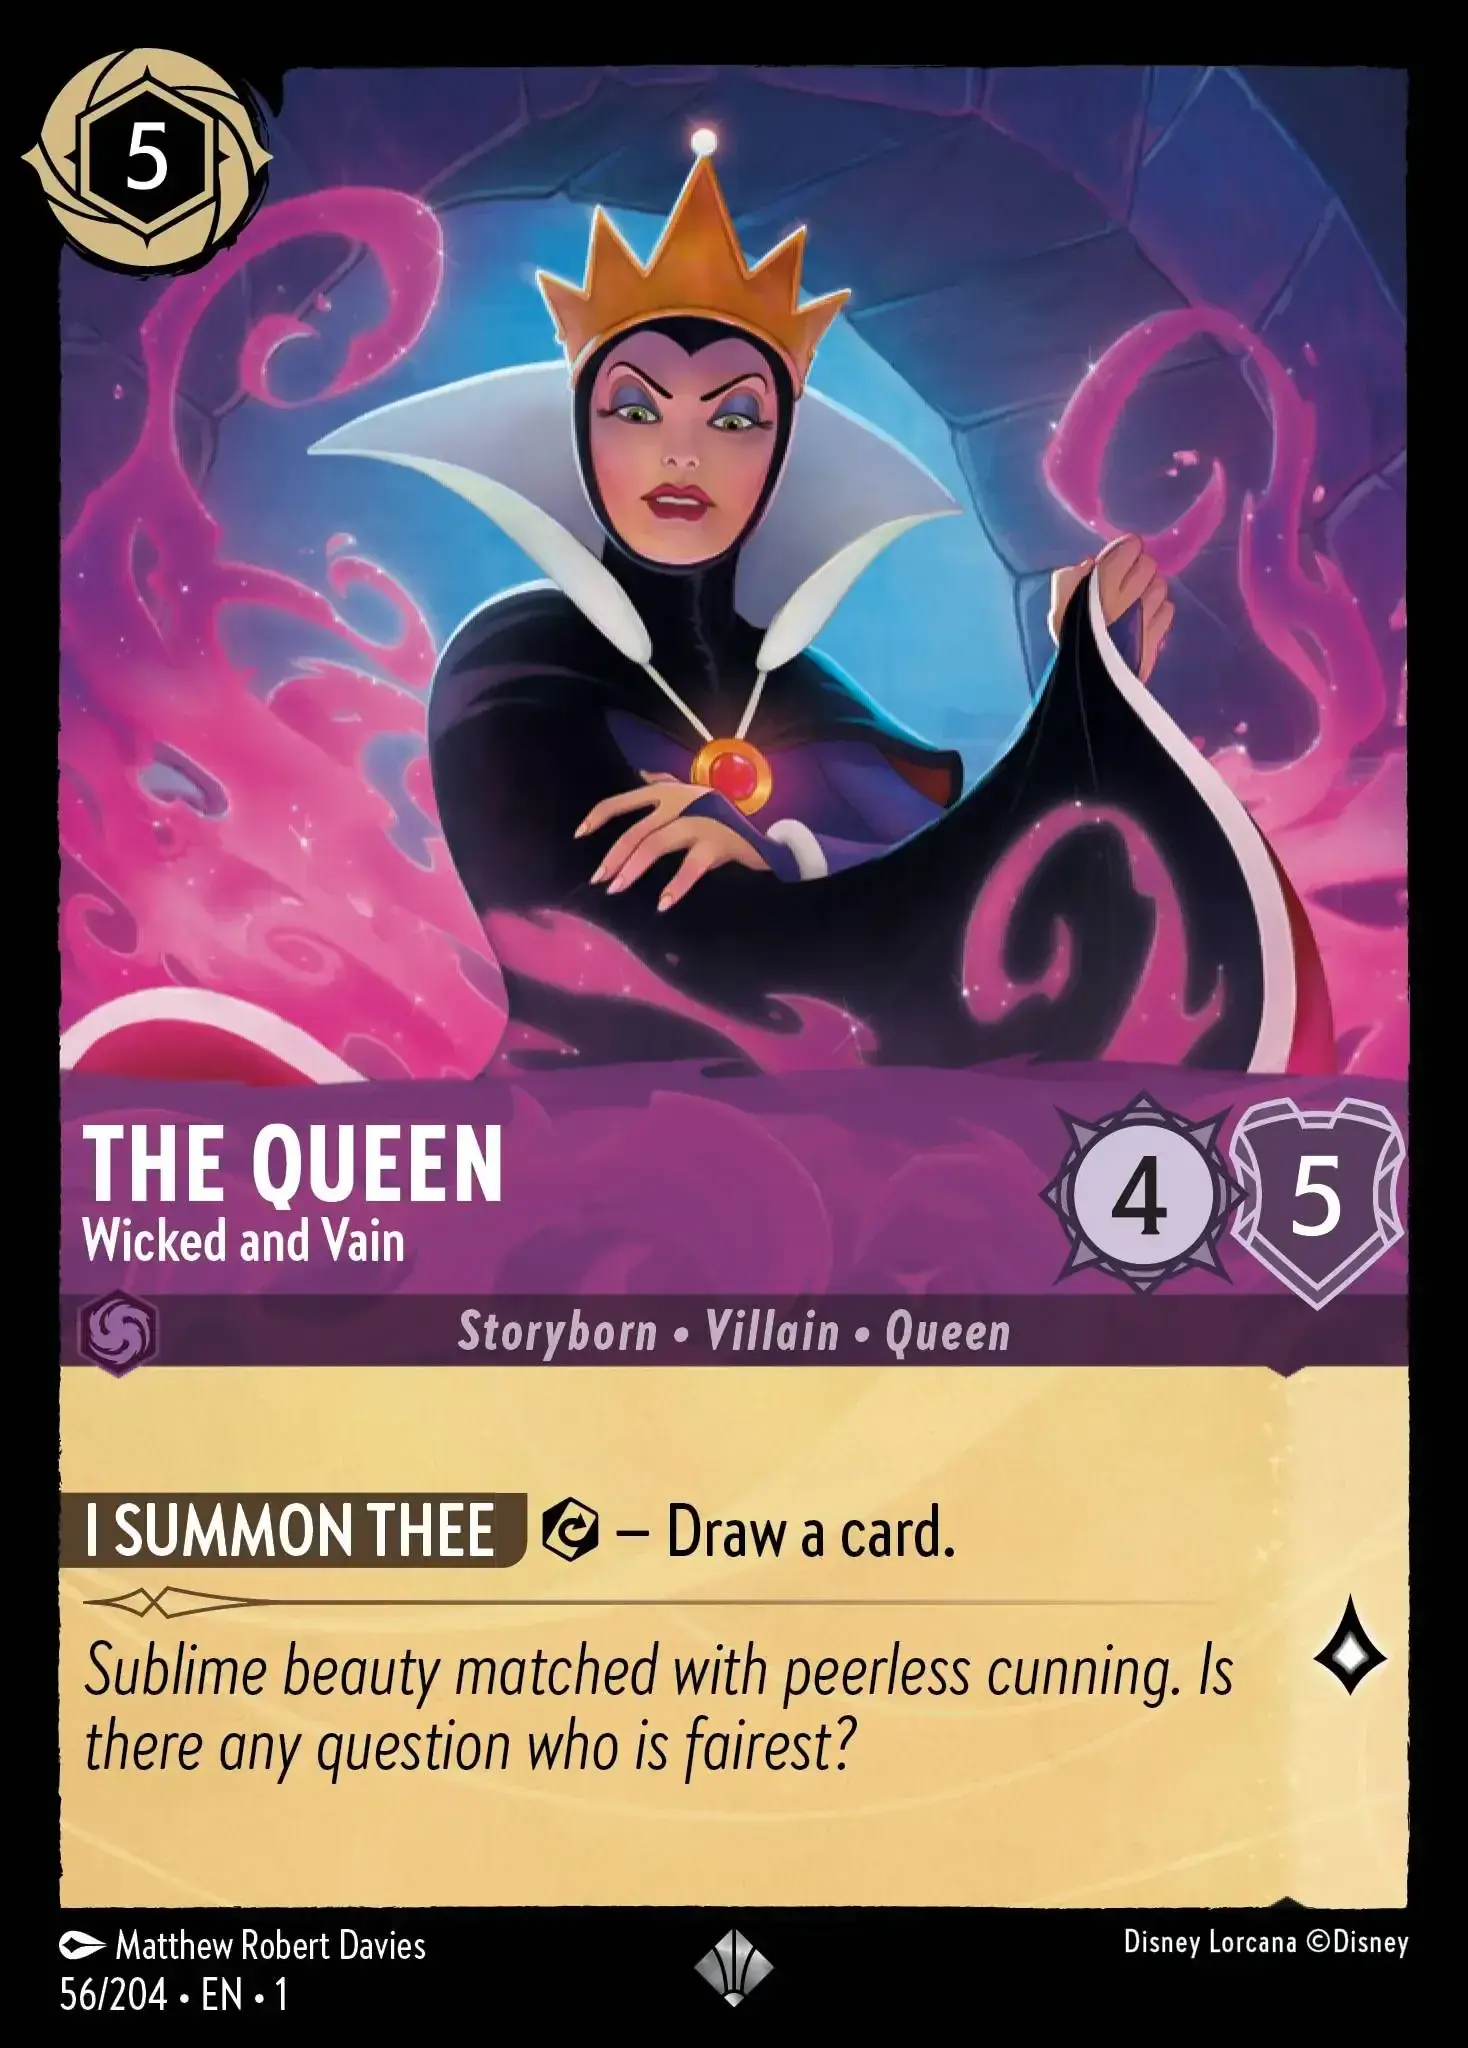 5
THE QUEEN
Wicked and Vain
4
5
Storyborn • Villain • Queen
I SUMMON THEE — Draw a card.
Sublime beauty matched with peerless cunning. Is
there any question who is fairest?
Matthew Robert Davies
Disney Lorcana ©Disney
56/204 • EN • 1